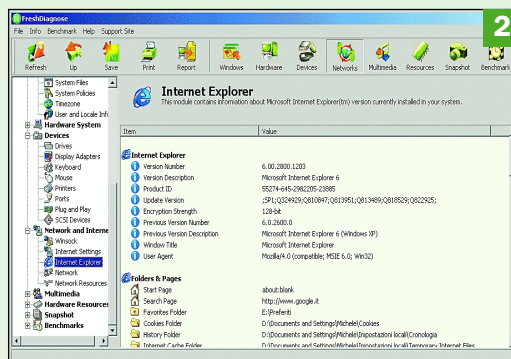 FreshDiagnose
2
File Info Benchmark Help Support Site
Refresh Up Save Print Report Windows Hardware Devices Networks Multimedia Resources Snapshot Benchmark
System Files
System Policies
Timezone
User and Locale Info
Hardware System
Devices
Drives
Display Adapters
Keyboard
Mouse
Printers
Ports
Plug and Play
SCSI Devices
Network and Interne
Winsock
Internet Settings
Internet Explorer
Network
Network Resources
Multimedia
Hardware Resources
Snapshot
Benchmarks
Internet Explorer
This module contains information about Microsoft Internet Explorer(tm) version currently installed in your system.
Item Value
Internet Explorer
Version Number 6.00.2800.1203
Version Description Microsoft Internet Explorer 6
Product ID 55274-645-2982205-23885
Update Version ;SP1;Q324929;Q810847;Q813951;Q813489;Q818529;Q822925;
Encryption Strength 128-bit
Previous Version Number 6.0.2600.0
Previous Version Description Microsoft Internet Explorer 6 (Windows XP)
Window Title Microsoft Internet Explorer
User Agent Mozilla/4.0 (compatible; MSIE 6.0; Win32)
Folders & Pages
Start Page about:blank
Search Page http://www.google.it
Favorites Folder E:\Preferiti
Cookies Folder D:\Documents and Settings\Michele\Cookies
History Folder D:\Documents and Settings\Michele\Impostazioni locali\Cronologia
Internet Cache Folder D:\Documents and Settings\Michele\Impostazioni locali\Temporary Internet Files